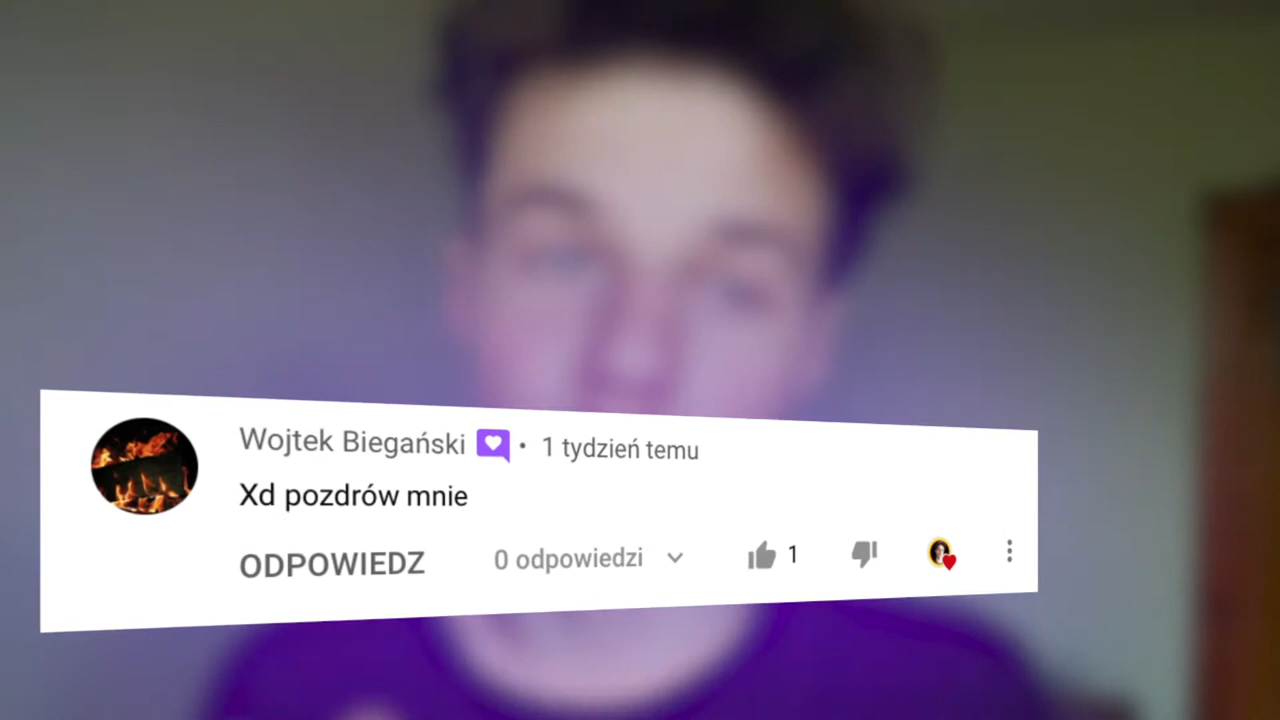 Wojtek Biegański • 1 tydzień temu
Xd pozdrów mnie
ODPOWIEDZ 0 odpowiedzi 1